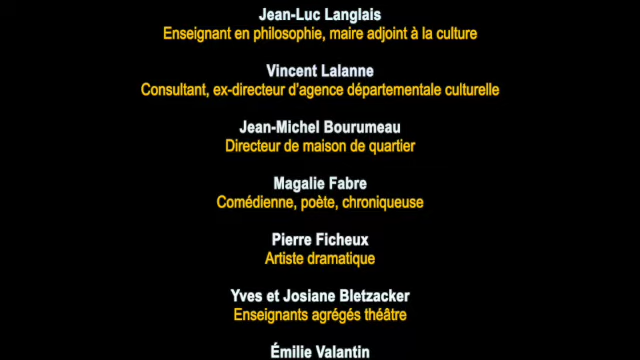 Jean-Luc Langlais
Enseignant en philosophie, maire adjoint à la culture
Vincent Lalanne
Consultant, ex-directeur d'agence départementale culturelle
Jean-Michel Bourumeau
Directeur de maison de quartier
Magalie Fabre
Comédienne, poète, chroniqueuse
Pierre Ficheux
Artiste dramatique
Yves et Josiane Bletzacker
Enseignants agrégés théâtre
Émilie Valantin